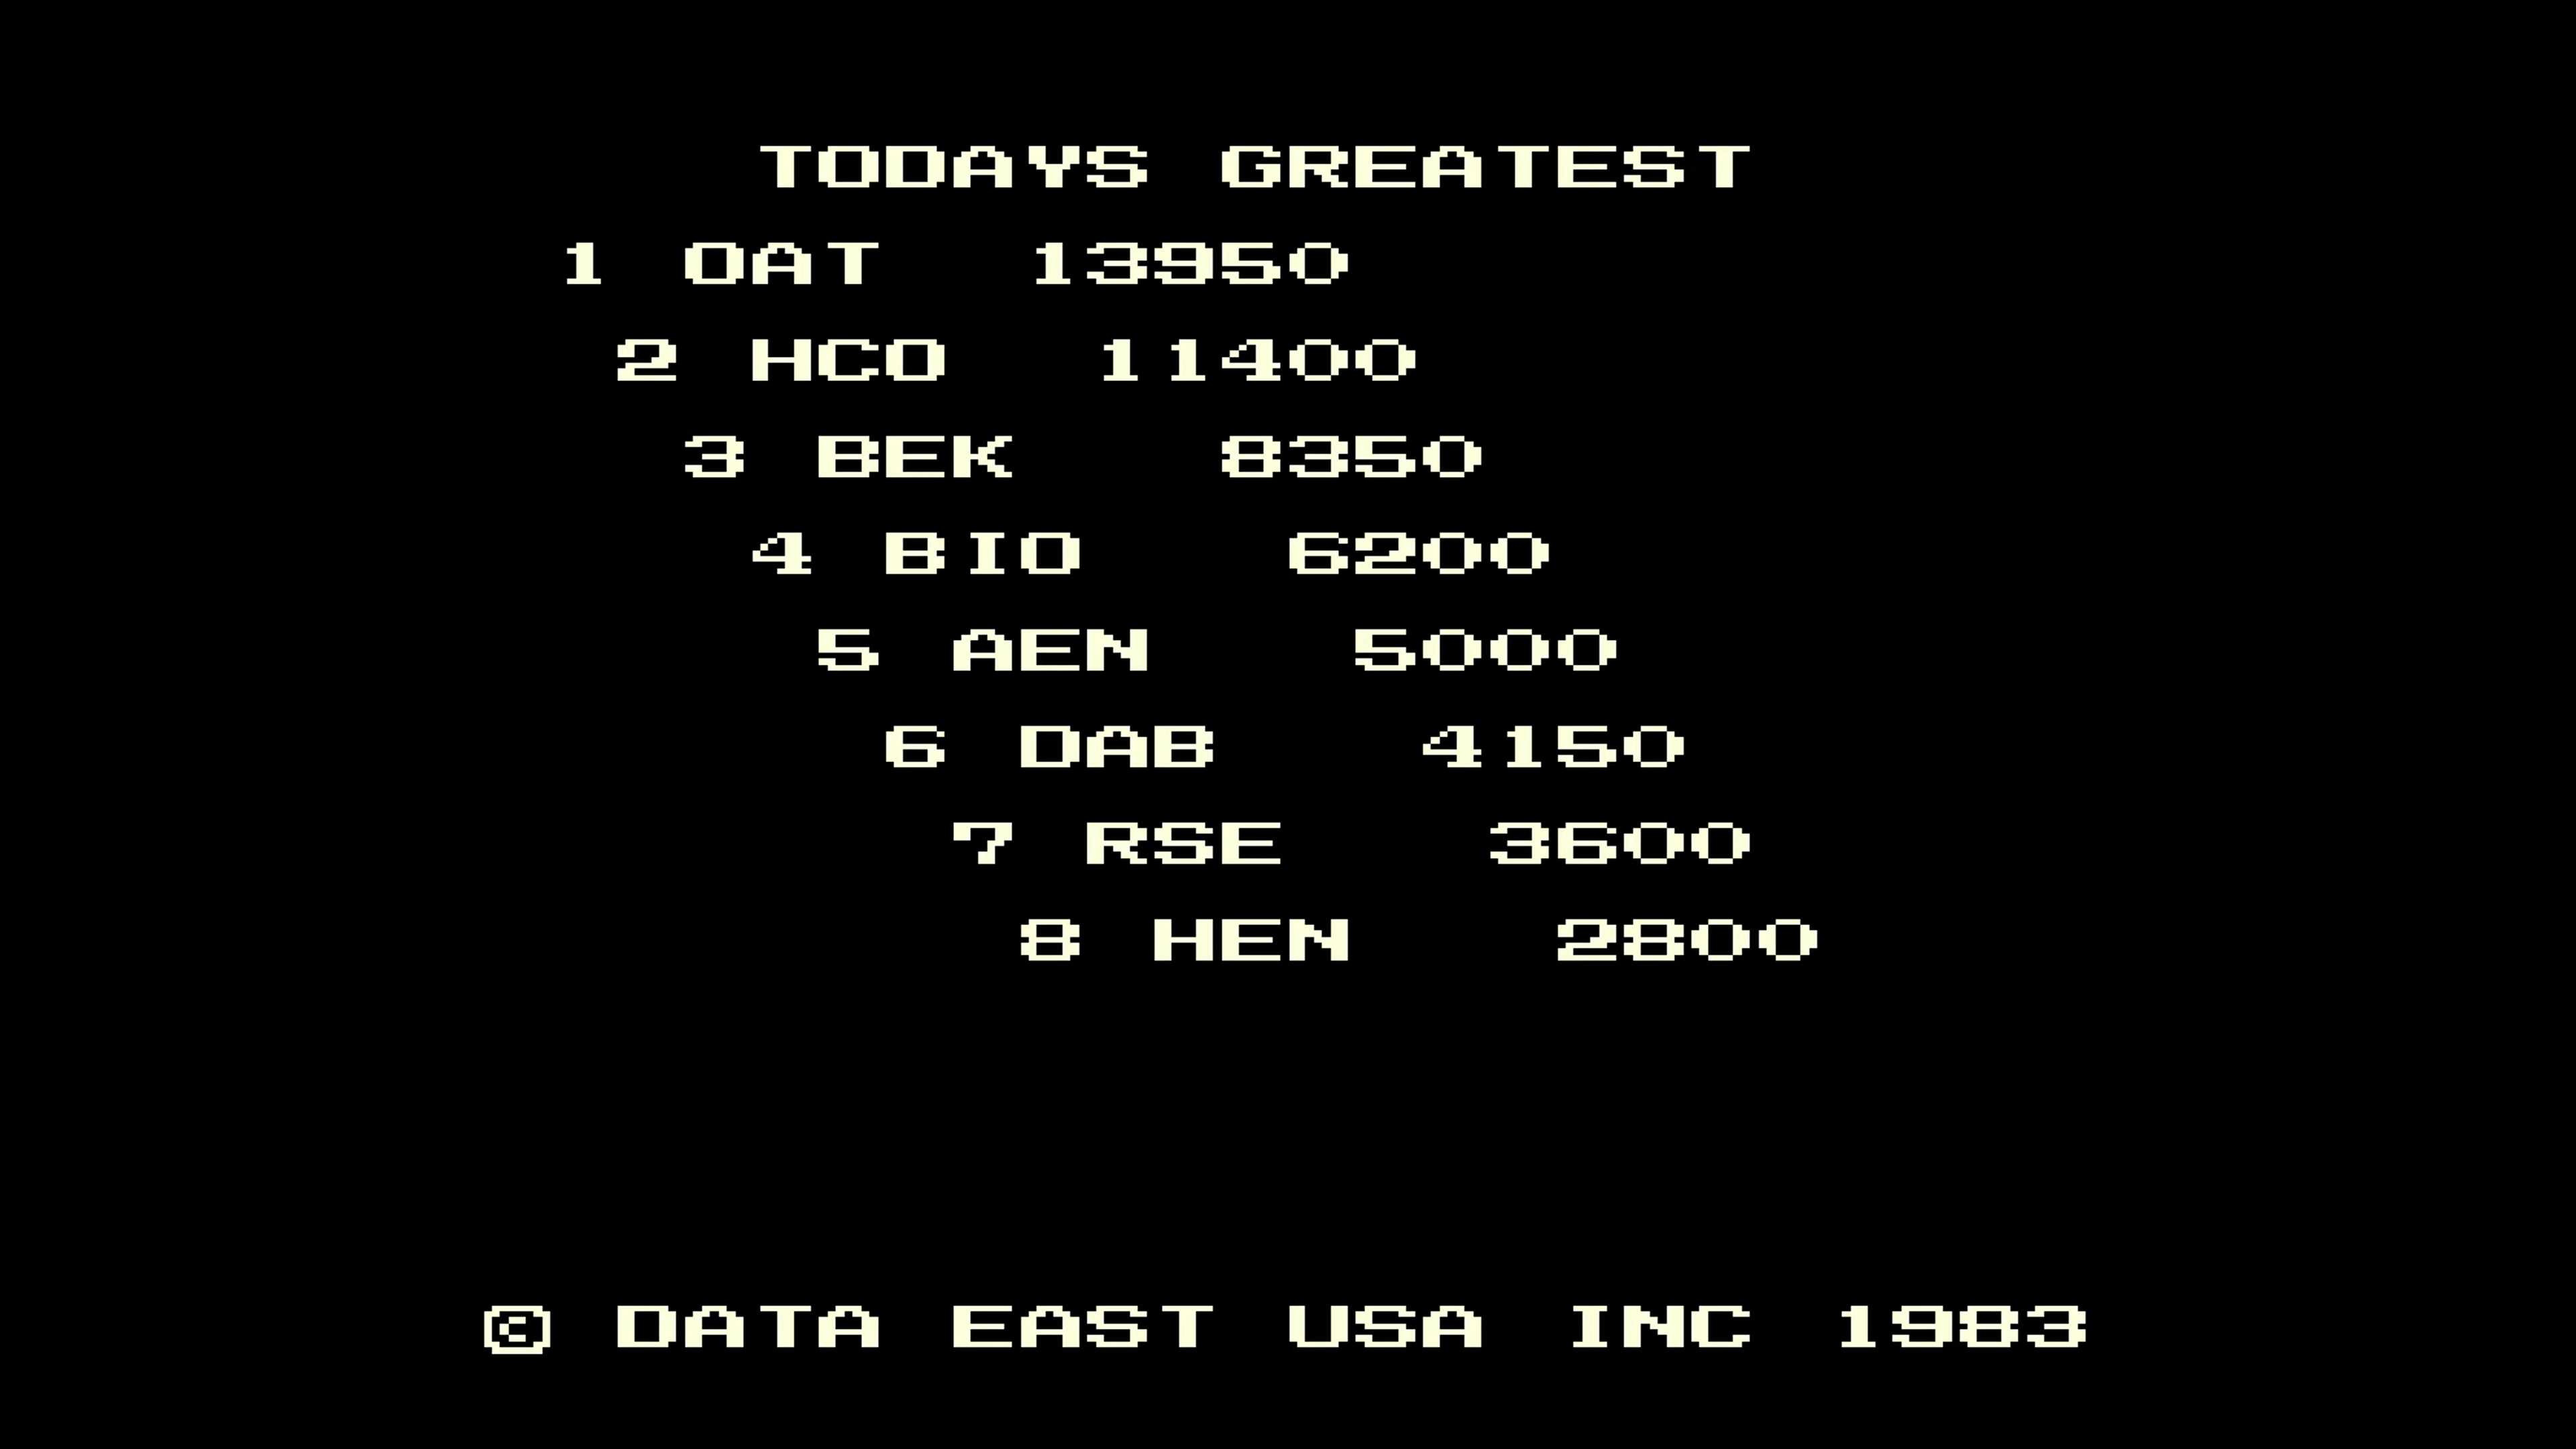 TODAYS GREATEST
1 OAT 13950
2 HCO 11400
3 BEK 8350
4 BIO 6200
5 AEN 5000
6 DAB 4150
7 RSE 3600
8 HEN 2800
© DATA EAST USA INC 1983